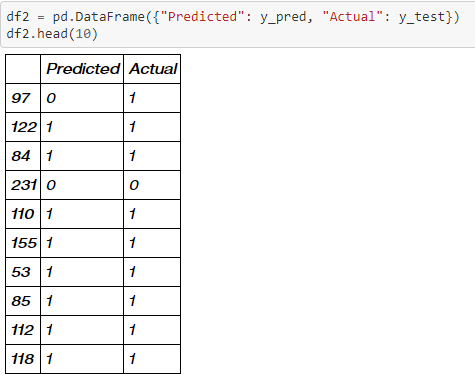 df2 = pd.DataFrame({"Predicted": y_pred, "Actual": y_test})
df2.head(10)
Predicted Actual
97 0 1
122 1 1
84 1 1
231 0 0
110 1 1
155 1 1
53 1 1
85 1 1
112 1 1
118 1 1